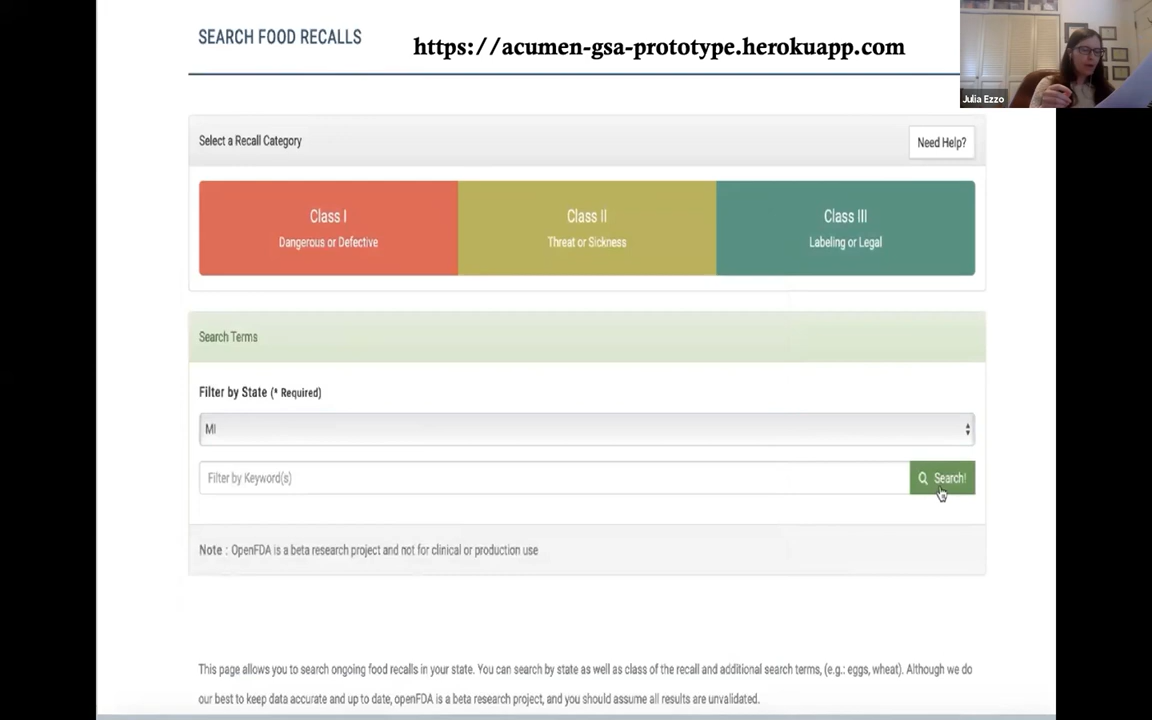 SEARCH FOOD RECALLS
https://acumen-gsa-prototype.herokuapp.com
Julia Ezzo
Select a Recall Category
Need Help?
Class I
Dangerous or Defective
Class II
Threat or Sickness
Class III
Labeling or Legal
Search Terms
Filter by State (* Required)
MI
Filter by Keyword(s)
Search!
Note : OpenFDA is a beta research project and not for clinical or production use
This page allows you to search ongoing food recalls in your state. You can search by state as well as class of the recall and additional search terms, (e.g.: eggs, wheat). Although we do
our best to keep data accurate and up to date, openFDA is a beta research project, and you should assume all results are unvalidated.